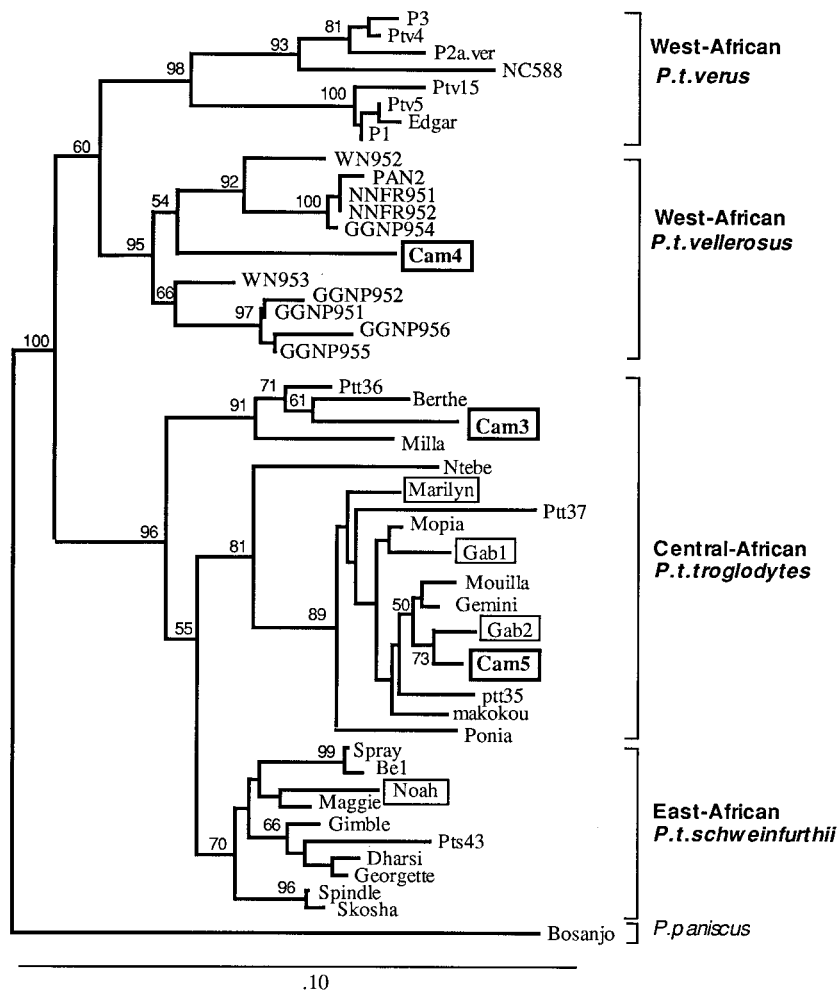 P3
81
Ptv4
93
P2a.ver
NC588
98
Ptv15
100
Ptv5
Edgar
P1
West-African
P.t.verus
60
WN952
92
PAN2
NNFR951
100
NNFR952
54
GGNP954
95
Cam4
WN953
66
GGNP952
97
GGNP951
GGNP956
GGNP955
West-African
P.t.vellerosus
100
71
Ptt36
61
Berthe
91
Cam3
Milla
Ntebe
Marilyn
Ptt37
96
81
Mopia
Gab1
Mouilla
50
Gemini
89
Gab2
55
73
Cam5
ptt35
makokou
Ponia
Central-African
P.t.troglodytes
99
Spray
Be1
Noah
Maggie
66
Gimble
Pts43
70
Dharsi
Georgette
96
Spindle
Skosha
East-African
P.t.schweinfurthii
Bosanjo
P.paniscus
.10